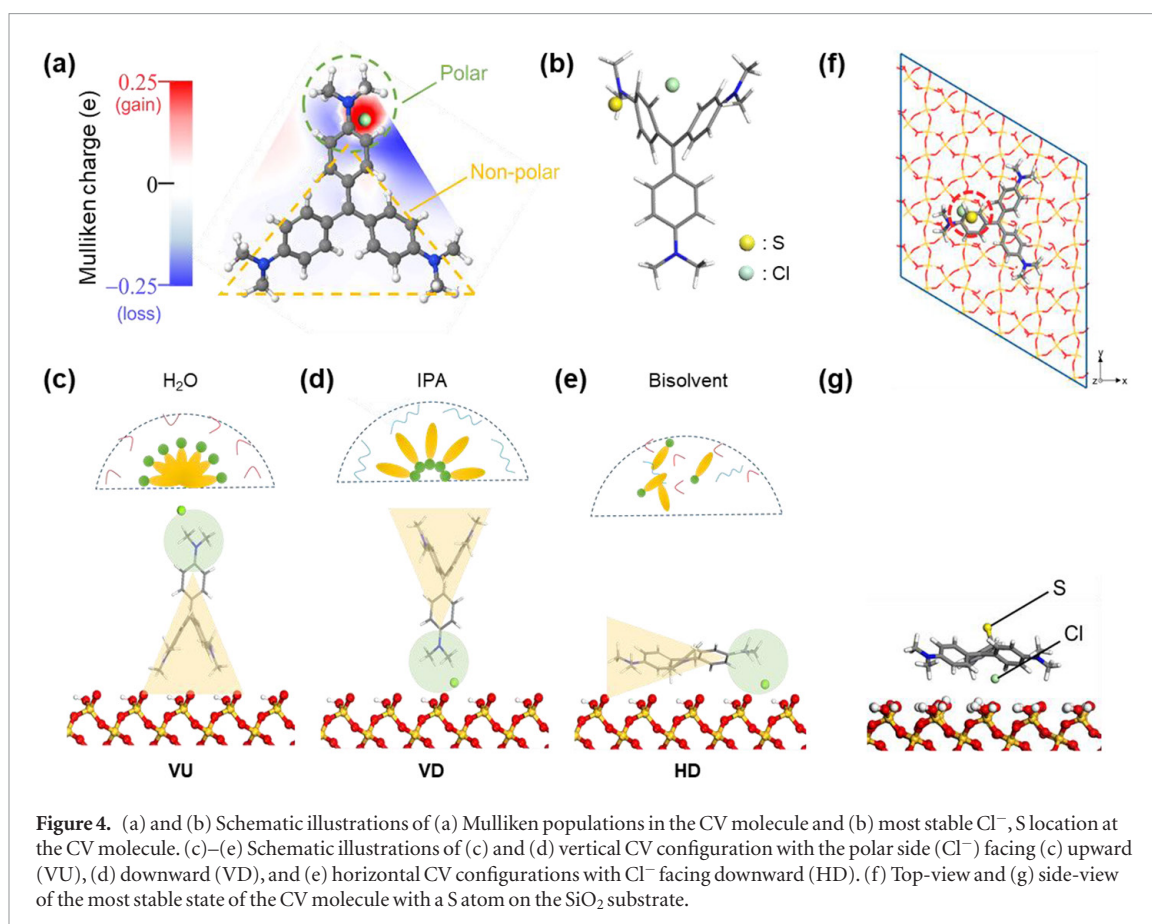 (a)
Mulliken charge (e)
0.25
(gain)
0
−0.25
(loss)
Polar
Non-polar
(b)
: S
: Cl
(f)
y
z
x
(c)
H₂O
VU
(d)
IPA
VD
(e)
Bisolvent
HD
(g)
S
Cl
Figure 4. (a) and (b) Schematic illustrations of (a) Mulliken populations in the CV molecule and (b) most stable Cl⁻, S location at
the CV molecule. (c)–(e) Schematic illustrations of (c) and (d) vertical CV configuration with the polar side (Cl⁻) facing (c) upward
(VU), (d) downward (VD), and (e) horizontal CV configurations with Cl⁻ facing downward (HD). (f) Top-view and (g) side-view
of the most stable state of the CV molecule with a S atom on the SiO₂ substrate.